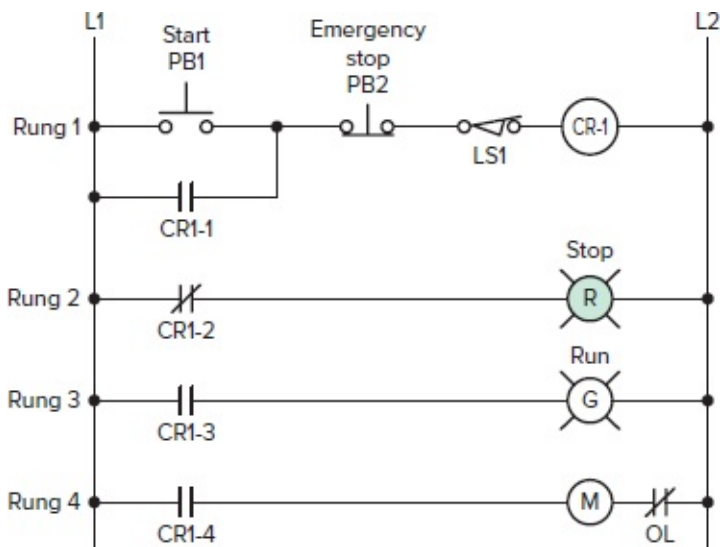 L1
L2
Start
PB1
Emergency
stop
PB2
Rung 1
CR-1
LS1
CR1-1
Stop
Rung 2
R
CR1-2
Run
Rung 3
G
CR1-3
Rung 4
M
CR1-4
OL